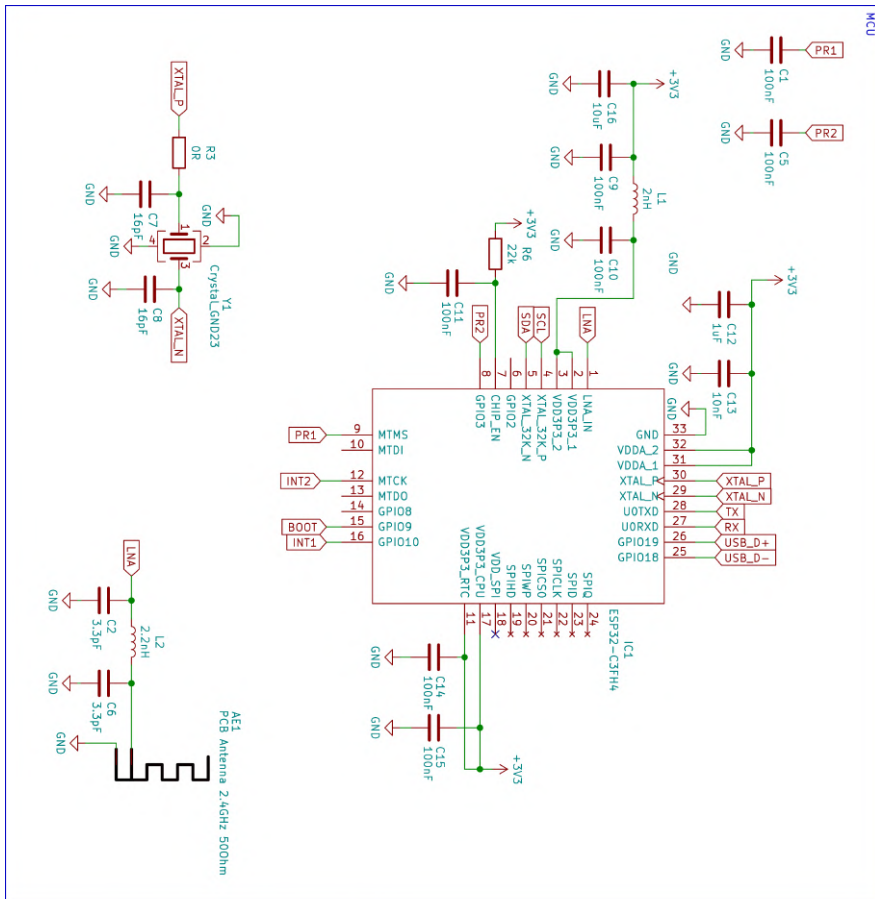 MCU
XTAL_P
R3
0R
GND
C7
16pF
GND
1
4
2
3
GND
GND
C8
16pF
Y1
Crystal_GND23
XTAL_N
GND
C16
10uF
+3V3
GND
C9
100nF
L1
2nH
GND
C10
100nF
GND
C1
100nF
PR1
GND
C5
100nF
PR2
+3V3
R6
22k
GND
C11
100nF
PR2
SDA
SCL
LNA
+3V3
GND
C12
1uF
GND
C13
10nF
GND
8
7
6
5
4
3
2
1
GPIO3
CHIP_EN
GPIO2
XTAL_32K_N
XTAL_32K_P
VDD3P3_2
VDD3P3_1
LNA_IN
PR1
9
MTMS
10
MTDI
INT2
12
MTCK
13
MTDO
14
GPIO8
BOOT
15
GPIO9
INT1
16
GPIO10
GND
33
VDDA_2
32
VDDA_1
31
XTAL_P
30
XTAL_P
XTAL_N
29
XTAL_N
U0TXD
28
TX
U0RXD
27
RX
GPIO19
26
USB_D+
GPIO18
25
USB_D-
VDD3P3_RTC
VDD3P3_CPU
VDD_SPI
SPIHD
SPIWP
SPICS0
SPICLK
SPID
SPIQ
11
17
18
19
20
21
22
23
24
IC1
ESP32-C3FH4
GND
C14
100nF
GND
C15
100nF
+3V3
LNA
GND
C2
3.3pF
L2
2.2nH
GND
C6
3.3pF
GND
AE1
PCB Antenna 2.4GHz 50Ohm